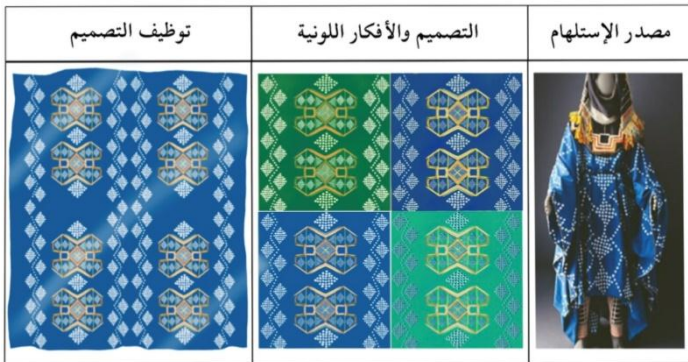 مصدر الإستلهام
التصميم والأفكار اللونية
توظيف التصميم